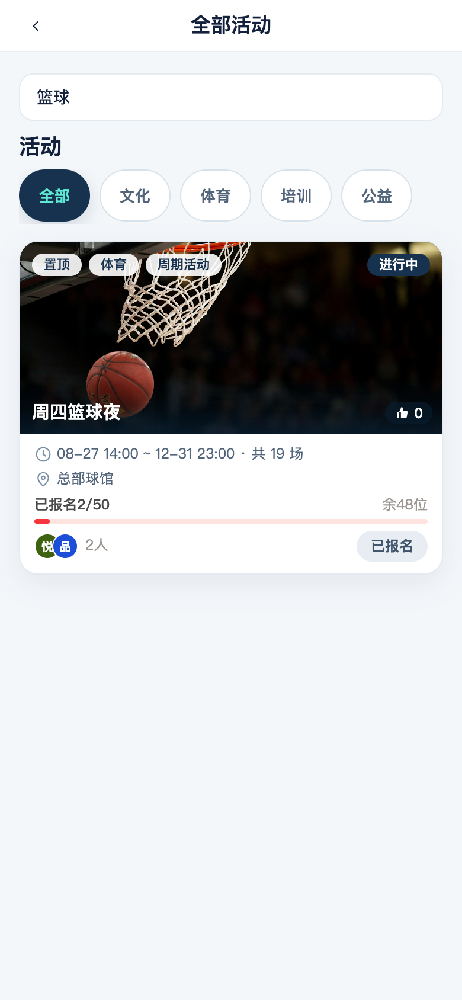 全部活动
篮球
活动
全部 文化 体育 培训 公益
置顶 体育 周期活动 进行中
周四篮球夜 0
08-27 14:00 ~ 12-31 23:00 · 共 19 场
总部球馆
已报名2/50 余48位
悦 品 2人 已报名